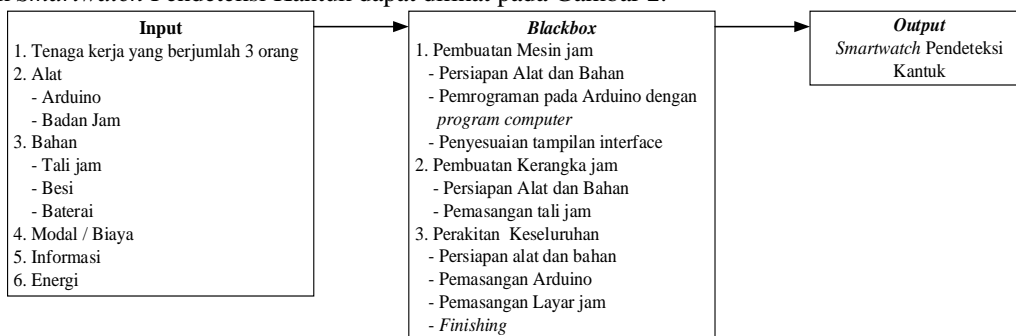 Smartwatch Pendeteksi Kantuk dapat dilihat pada Gambar 2.
Input
1. Tenaga kerja yang berjumlah 3 orang
2. Alat
- Arduino
- Badan Jam
3. Bahan
- Tali jam
- Besi
- Baterai
4. Modal / Biaya
5. Informasi
6. Energi
Blackbox
1. Pembuatan Mesin jam
- Persiapan Alat dan Bahan
- Pemrograman pada Arduino dengan
program computer
- Penyesuaian tampilan interface
2. Pembuatan Kerangka jam
- Persiapan Alat dan Bahan
- Pemasangan tali jam
3. Perakitan Keseluruhan
- Persiapan alat dan bahan
- Pemasangan Arduino
- Pemasangan Layar jam
- Finishing
Output
Smartwatch Pendeteksi
Kantuk